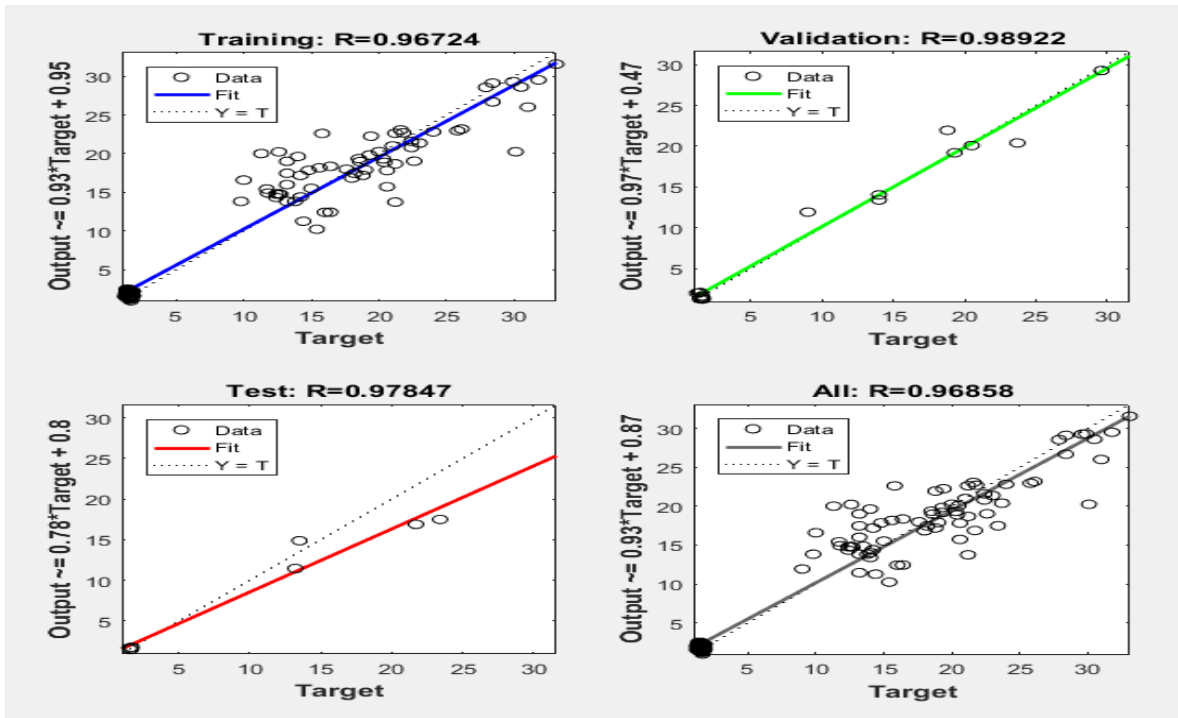 Training: R=0.96724
Output ~= 0.93*Target + 0.95
Data
Fit
Y = T
30
25
20
15
10
5
5 10 15 20 25 30
Target
Validation: R=0.98922
Output ~= 0.97*Target + 0.47
Data
Fit
Y = T
30
25
20
15
10
5
5 10 15 20 25 30
Target
Test: R=0.97847
Output ~= 0.78*Target + 0.8
Data
Fit
Y = T
30
25
20
15
10
5
5 10 15 20 25 30
Target
All: R=0.96858
Output ~= 0.93*Target + 0.87
Data
Fit
Y = T
30
25
20
15
10
5
5 10 15 20 25 30
Target